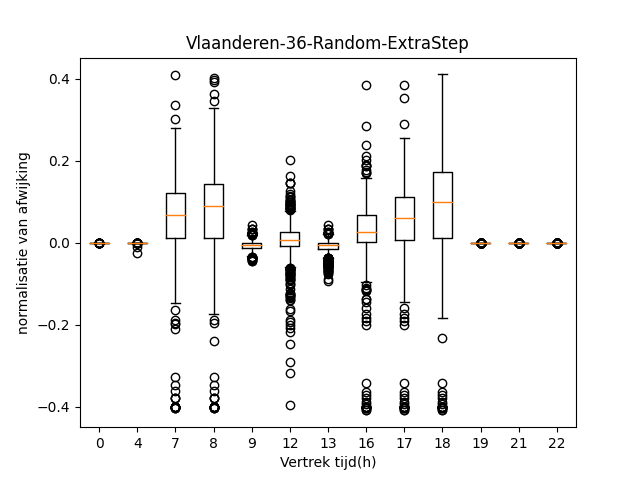 Vlaanderen-36-Random-ExtraStep
normalisatie van afwijking
0.4
0.2
0.0
−0.2
−0.4
0 4 7 8 9 12 13 16 17 18 19 21 22
Vertrek tijd(h)